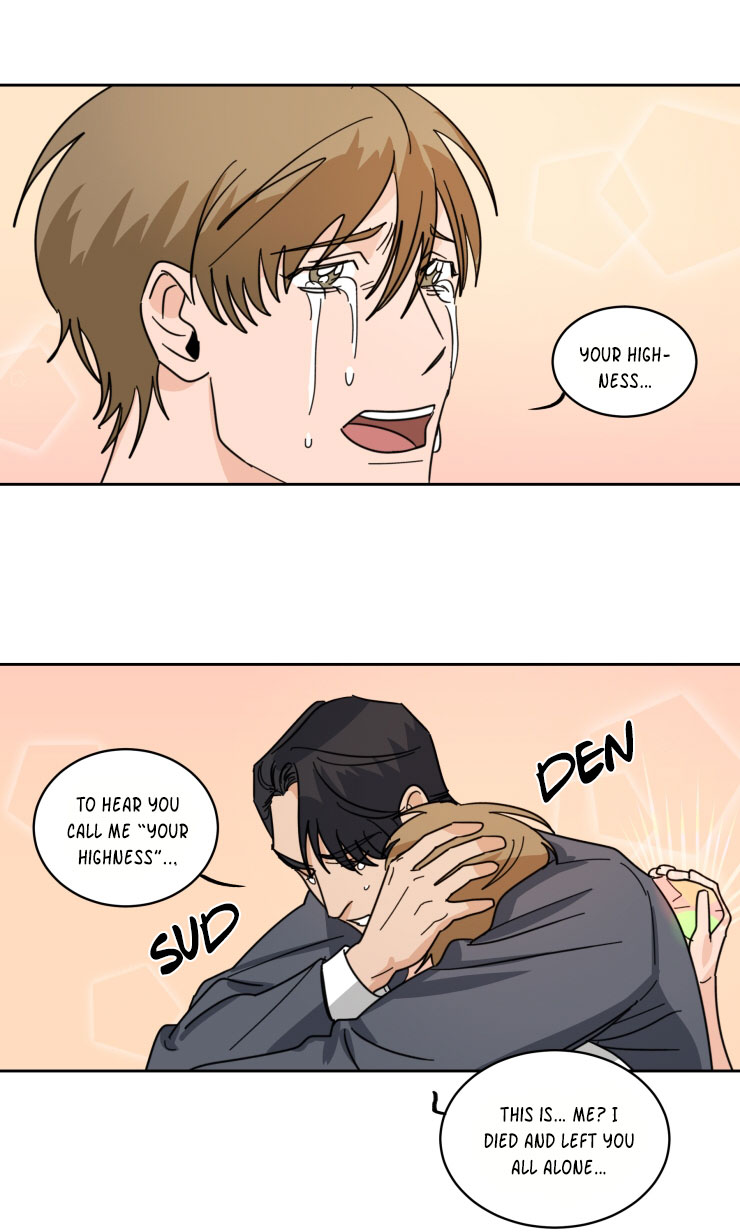 YOUR HIGH-
NESS...
DEN
TO HEAR YOU
CALL ME “YOUR
HIGHNESS”...
SUD
THIS IS... ME? I
DIED AND LEFT YOU
ALL ALONE...